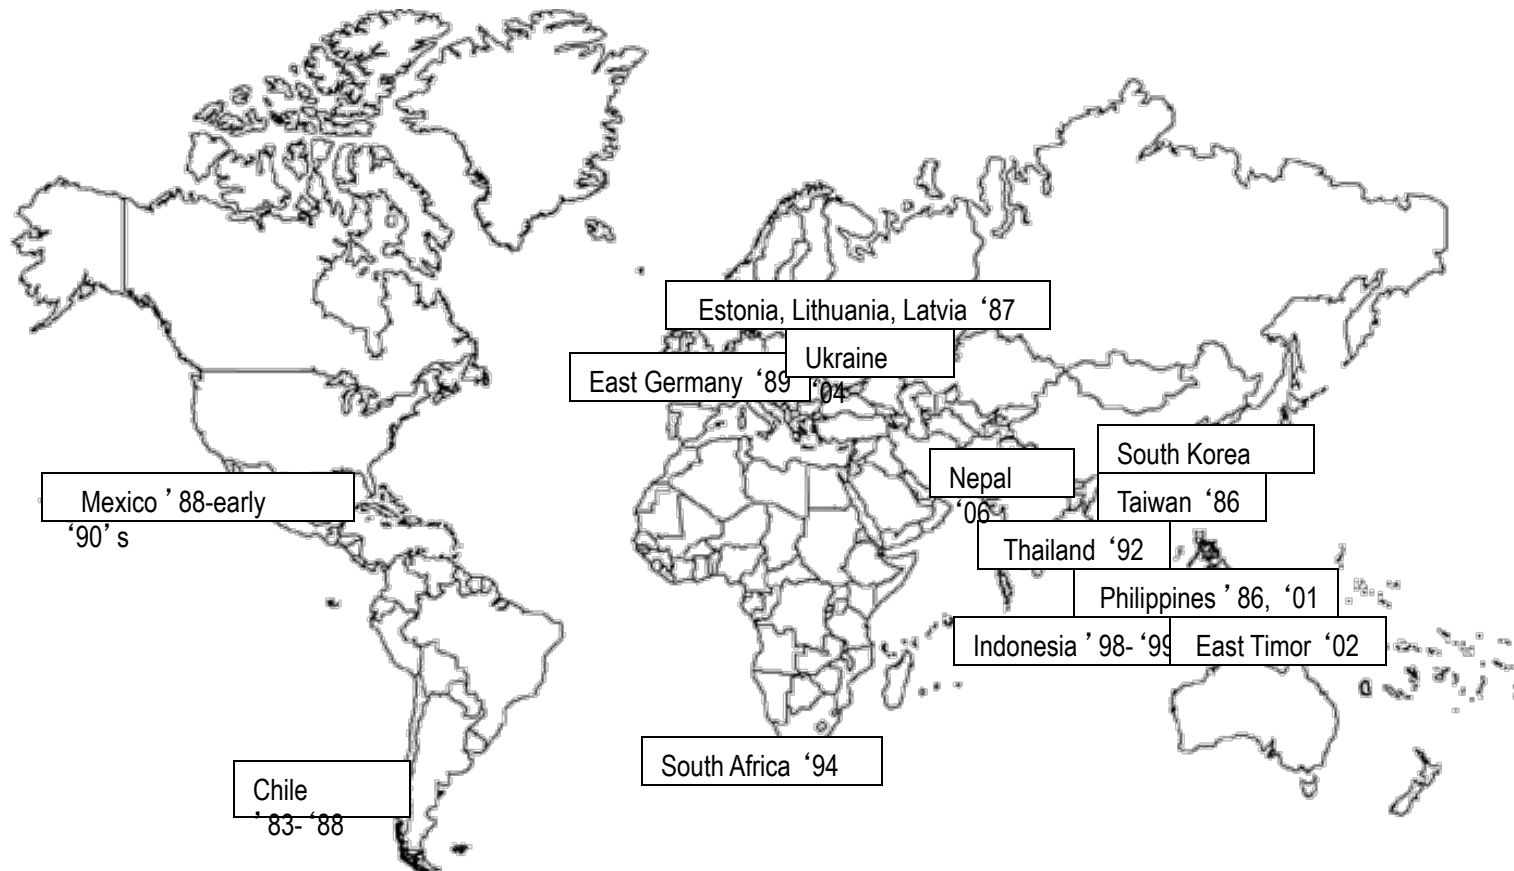 Estonia, Lithuania, Latvia ‘87
Ukraine
‘04
East Germany ‘89
South Korea
Nepal
‘06
Taiwan ‘86
Mexico ’ 88-early
‘90’ s
Thailand ‘92
Philippines ’ 86, ‘01
Indonesia ’ 98- ‘99
East Timor ‘02
South Africa ‘94
Chile
’ 83- ‘88